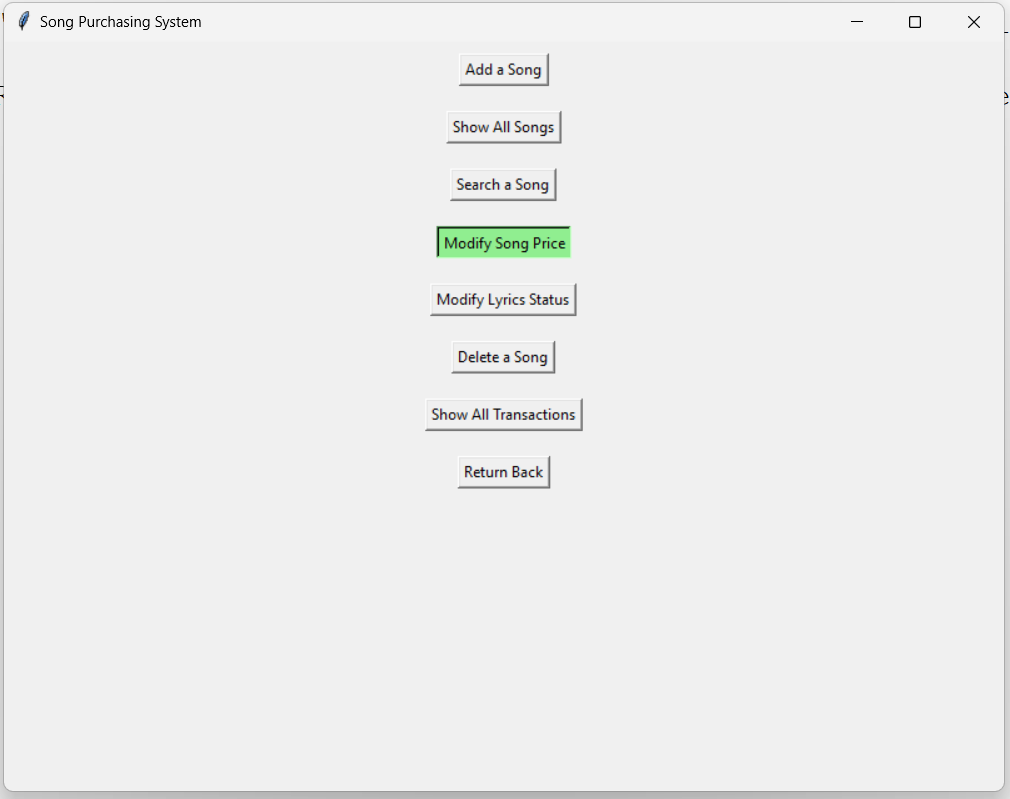 Song Purchasing System
Add a Song
Show All Songs
Search a Song
Modify Song Price
Modify Lyrics Status
Delete a Song
Show All Transactions
Return Back